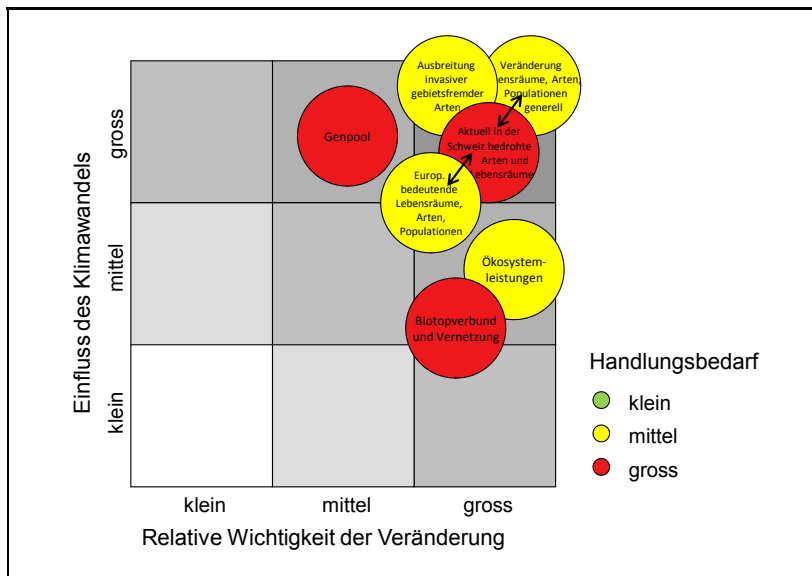 Ausbreitung
invasiver
gebietsfremder
Arten
Veränderung
ensräume, Arten,
Populationen
generell
Genpool
Aktuell in der
Schweiz bedrohte
Arten und
ebensräume
Europ.
bedeutende
Lebensräume,
Arten,
Populationen
Ökosystem-
leistungen
Biotopverbund
und Vernetzung
Einfluss des Klimawandels
gross
mittel
klein
klein
mittel
gross
Relative Wichtigkeit der Veränderung
Handlungsbedarf
klein
mittel
gross